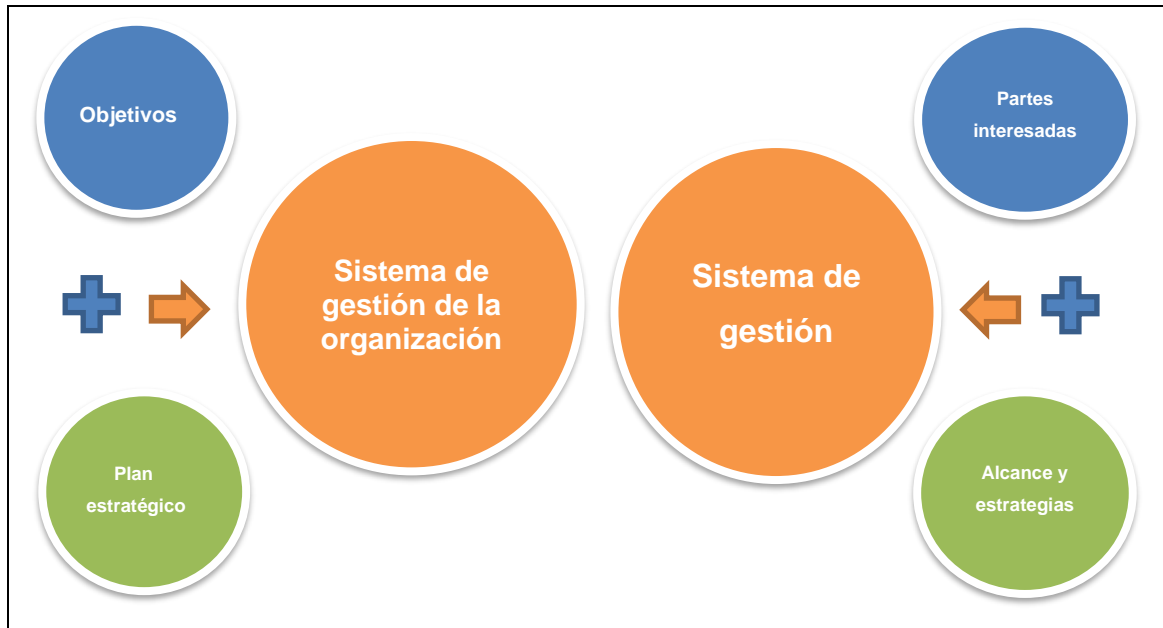 Objetivos
Partes
interesadas
Sistema de
gestión de la
organización
Sistema de
gestión
Plan
estratégico
Alcance y
estrategias